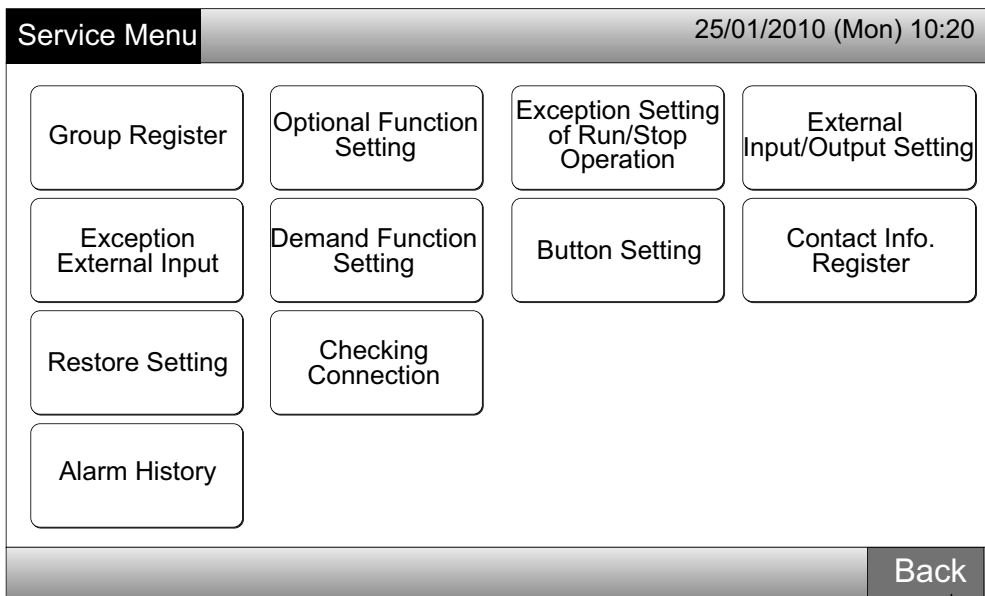 Service Menu
25/01/2010 (Mon) 10:20
Group Register
Optional Function
Setting
Exception Setting
of Run/Stop
Operation
External
Input/Output Setting
Exception
External Input
Demand Function
Setting
Button Setting
Contact Info.
Register
Restore Setting
Checking
Connection
Alarm History
Back